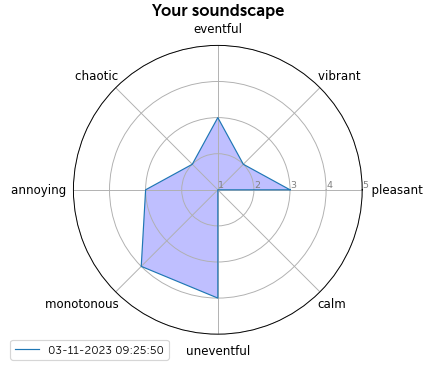 Your soundscape
eventful
chaotic
vibrant
annoying
1 2 3 4 5
pleasant
monotonous
calm
uneventful
03-11-2023 09:25:50